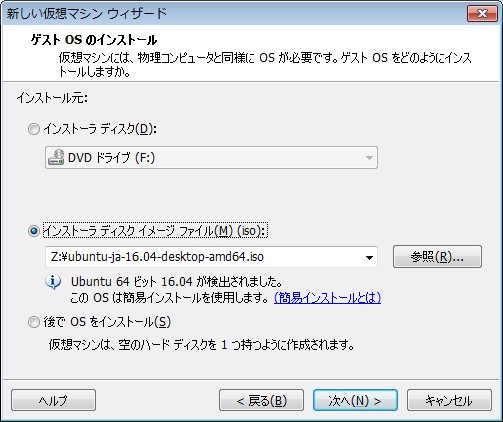 新しい仮想マシン ウィザード
ゲスト OS のインストール
仮想マシンには、物理コンピュータと同様に OS が必要です。ゲスト OS をどのようにインス
トールしますか。
インストール元:
インストーラ ディスク(D):
DVD ドライブ (F:)
インストーラ ディスク イメージ ファイル(M) (iso):
Z:¥ubuntu-ja-16.04-desktop-amd64.iso
参照(R)...
Ubuntu 64 ビット 16.04 が検出されました。
この OS は簡易インストールを使用します。 (簡易インストールとは)
後で OS をインストール(S)
仮想マシンは、空のハード ディスクを 1 つ持つように作成されます。
ヘルプ
< 戻る(B)
次へ(N) >
キャンセル